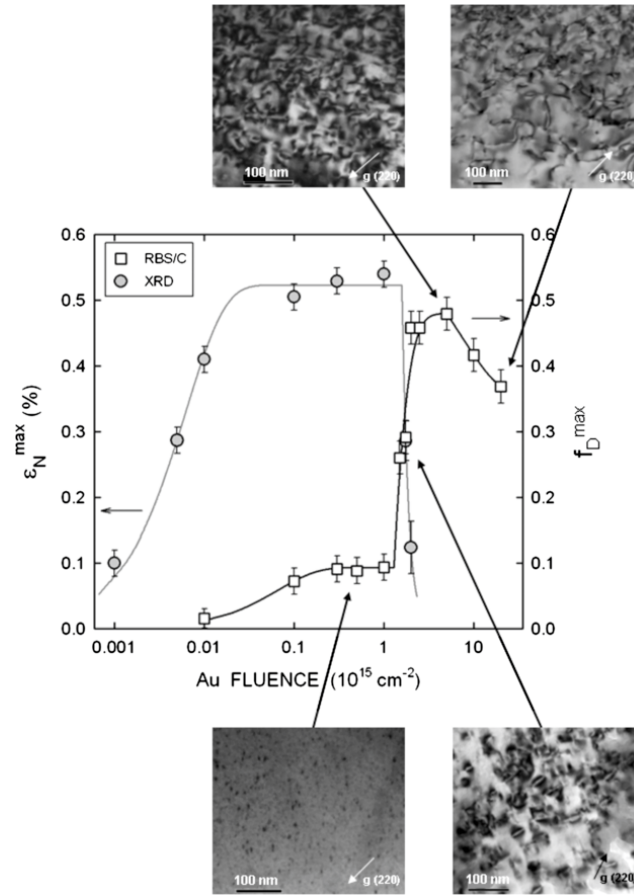 100 nm
g (220)
100 nm
g (220)
0.6
0.5
0.4
0.3
0.2
0.1
0.0
ε_N^max (%)
RBS/C
XRD
0.6
0.5
0.4
0.3
0.2
0.1
0.0
f_D^max
0.001 0.01 0.1 1 10
Au FLUENCE (10^15 cm^-2)
100 nm
g (220)
100 nm
g (220)